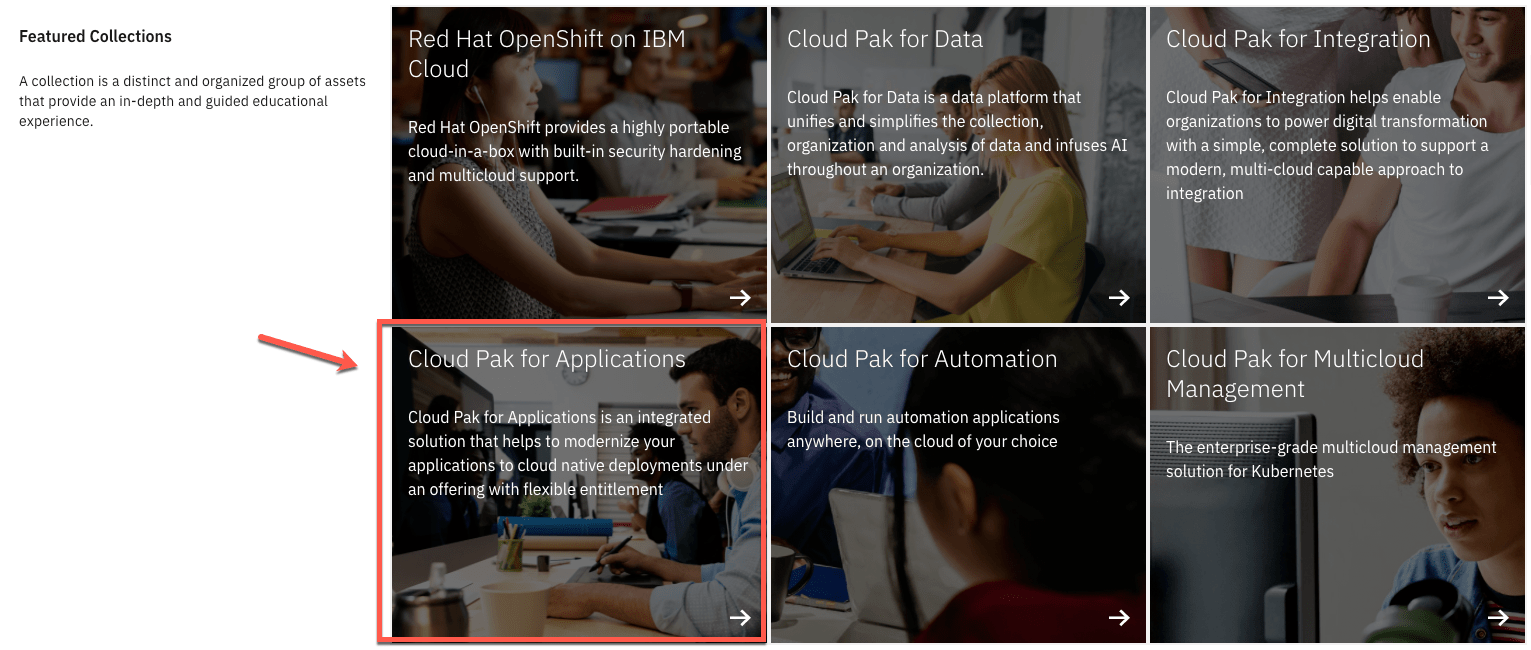 Featured Collections
A collection is a distinct and organized group of assets
that provide an in-depth and guided educational
experience.
Red Hat OpenShift on IBM
Cloud
Red Hat OpenShift provides a highly portable
cloud-in-a-box with built-in security hardening
and multicloud support.
Cloud Pak for Data
Cloud Pak for Data is a data platform that
unifies and simplifies the collection,
organization and analysis of data and infuses AI
throughout an organization.
Cloud Pak for Integration
Cloud Pak for Integration helps enable
organizations to power digital transformation
with a simple, complete solution to support a
modern, multi-cloud capable approach to
integration
Cloud Pak for Applications
Cloud Pak for Applications is an integrated
solution that helps to modernize your
applications to cloud native deployments under
an offering with flexible entitlement
Cloud Pak for Automation
Build and run automation applications
anywhere, on the cloud of your choice
Cloud Pak for Multicloud
Management
The enterprise-grade multicloud management
solution for Kubernetes